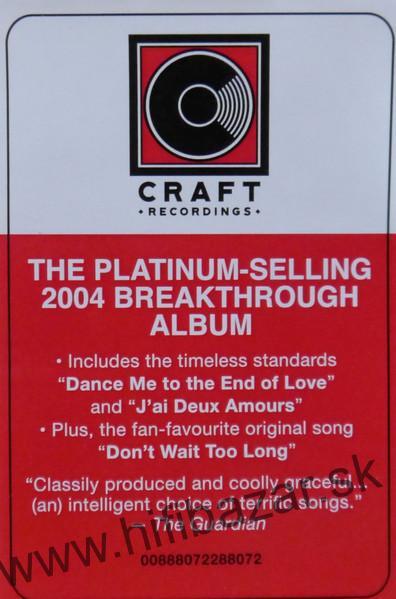 CRAFT
• RECORDINGS •
THE PLATINUM-SELLING
2004 BREAKTHROUGH
ALBUM
• Includes the timeless standards
“Dance Me to the End of Love”
and “J’ai Deux Amours”
• Plus, the fan-favourite original song
“Don’t Wait Too Long”
“Classily produced and coolly graceful...
(an) intelligent choice of terrific songs.”
– The Guardian
00888072288072
www.hifibazar.sk